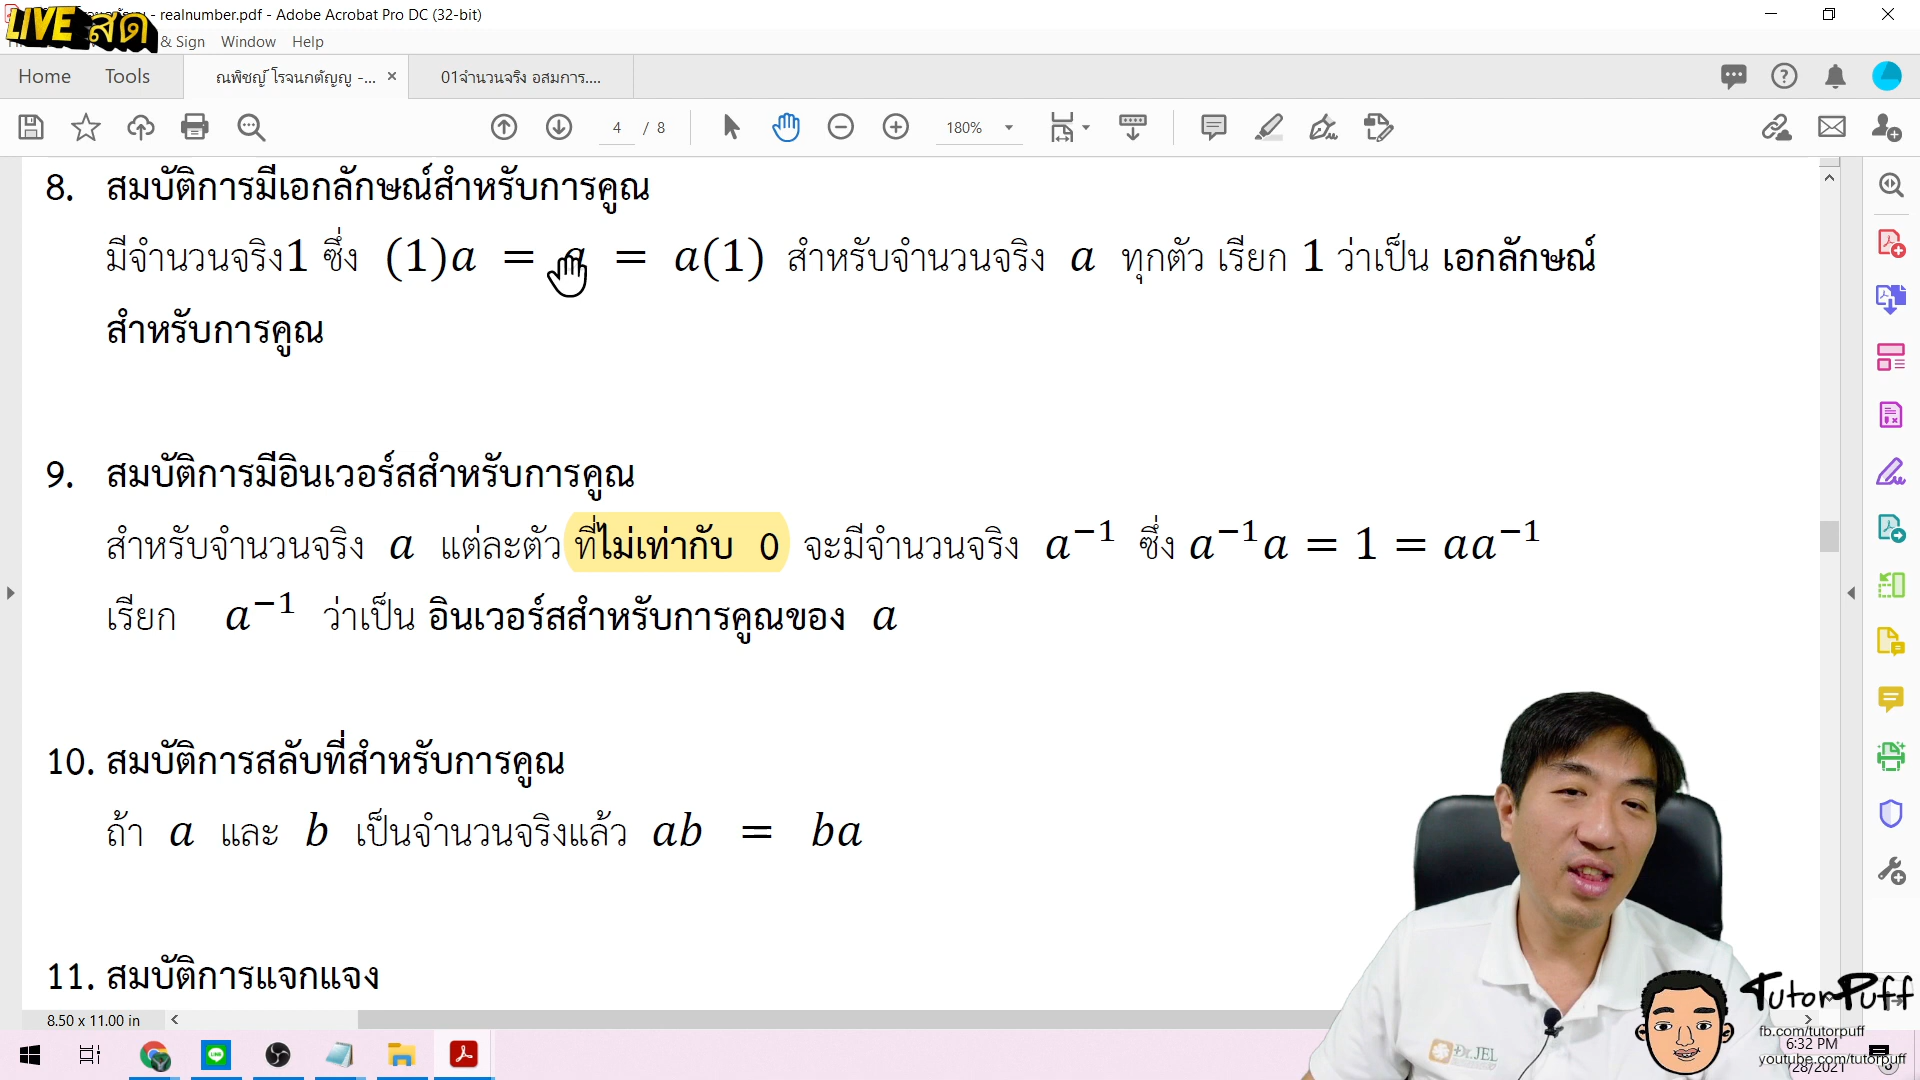 LIVE สด
- realnumber.pdf - Adobe Acrobat Pro DC (32-bit)
& Sign Window Help
Home Tools ณพิชญ์ โรจนกตัญญู -... × 01จำนวนจริง อสมการ....
4 / 8 180%
8. สมบัติการมีเอกลักษณ์สำหรับการคูณ
มีจำนวนจริง1 ซึ่ง (1)a = a = a(1) สำหรับจำนวนจริง a ทุกตัว เรียก 1 ว่าเป็น เอกลักษณ์
สำหรับการคูณ
9. สมบัติการมีอินเวอร์สสำหรับการคูณ
สำหรับจำนวนจริง a แต่ละตัว ที่ไม่เท่ากับ 0 จะมีจำนวนจริง a⁻¹ ซึ่ง a⁻¹a = 1 = aa⁻¹
เรียก a⁻¹ ว่าเป็น อินเวอร์สสำหรับการคูณของ a
10. สมบัติการสลับที่สำหรับการคูณ
ถ้า a และ b เป็นจำนวนจริงแล้ว ab = ba
11. สมบัติการแจกแจง
8.50 x 11.00 in
Dr.JEL
TutorPuff
fb.com/tutorpuff
6:32 PM
youtube.com/tutorpuff
/28/2021